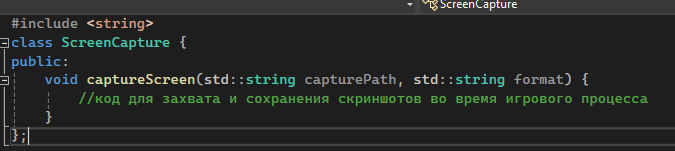 ScreenCapture
#include <string>
class ScreenCapture {
public:
void captureScreen(std::string capturePath, std::string format) {
//код для захвата и сохранения скриншотов во время игрового процесса
}
};